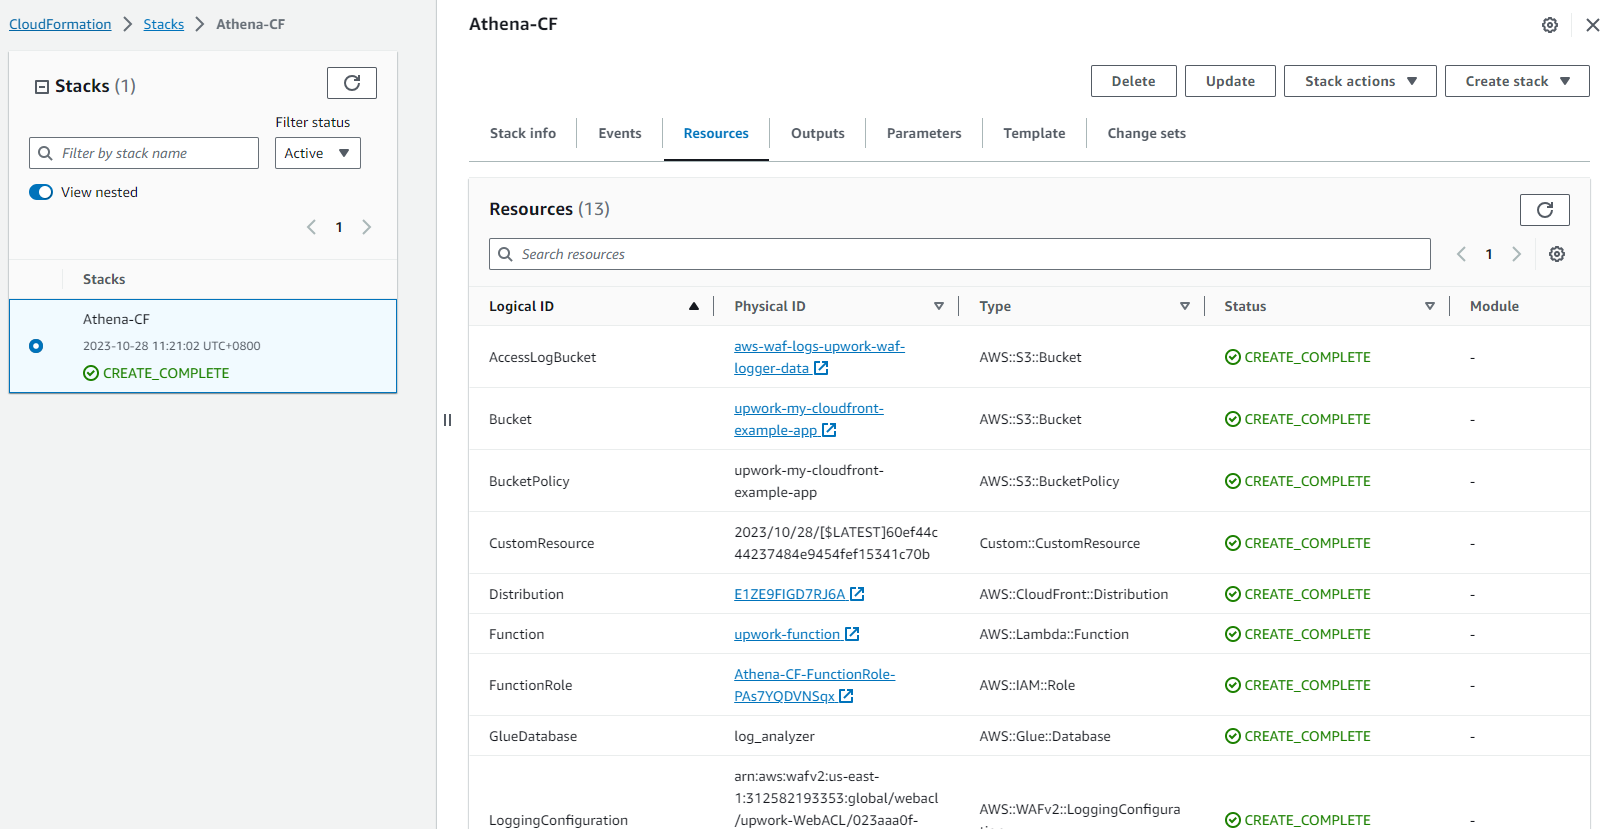 CloudFormation > Stacks > Athena-CF
Stacks (1)
Filter status
Filter by stack name
Active
View nested
1
Stacks
Athena-CF
2023-10-28 11:21:02 UTC+0800
CREATE_COMPLETE
Athena-CF
Delete
Update
Stack actions
Create stack
Stack info
Events
Resources
Outputs
Parameters
Template
Change sets
Resources (13)
Search resources
1
Logical ID
Physical ID
Type
Status
Module
AccessLogBucket
aws-waf-logs-upwork-waf-
logger-data
AWS::S3::Bucket
CREATE_COMPLETE
-
Bucket
upwork-my-cloudfront-
example-app
AWS::S3::Bucket
CREATE_COMPLETE
-
BucketPolicy
upwork-my-cloudfront-
example-app
AWS::S3::BucketPolicy
CREATE_COMPLETE
-
CustomResource
2023/10/28/[$LATEST]60ef44c
44237484e9454fef15341c70b
Custom::CustomResource
CREATE_COMPLETE
-
Distribution
E1ZE9FIGD7RJ6A
AWS::CloudFront::Distribution
CREATE_COMPLETE
-
Function
upwork-function
AWS::Lambda::Function
CREATE_COMPLETE
-
FunctionRole
Athena-CF-FunctionRole-
PAs7YQDVNSqx
AWS::IAM::Role
CREATE_COMPLETE
-
GlueDatabase
log_analyzer
AWS::Glue::Database
CREATE_COMPLETE
-
LoggingConfiguration
arn:aws:wafv2:us-east-
1:312582193353:global/webacl
/upwork-WebACL/023aaa0f-
AWS::WAFv2::LoggingConfigura
CREATE_COMPLETE
-